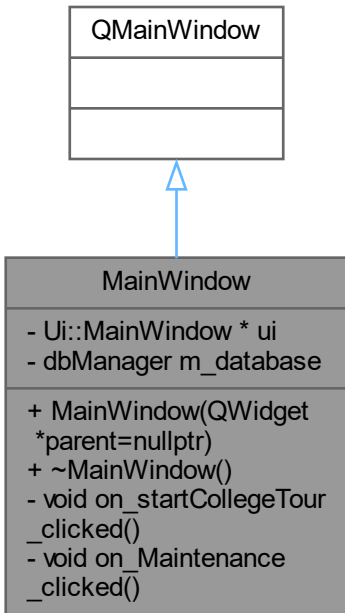 QMainWindow
MainWindow
- Ui::MainWindow * ui
- dbManager m_database
+ MainWindow(QWidget
*parent=nullptr)
+ ~MainWindow()
- void on_startCollegeTour
_clicked()
- void on_Maintenance
_clicked()